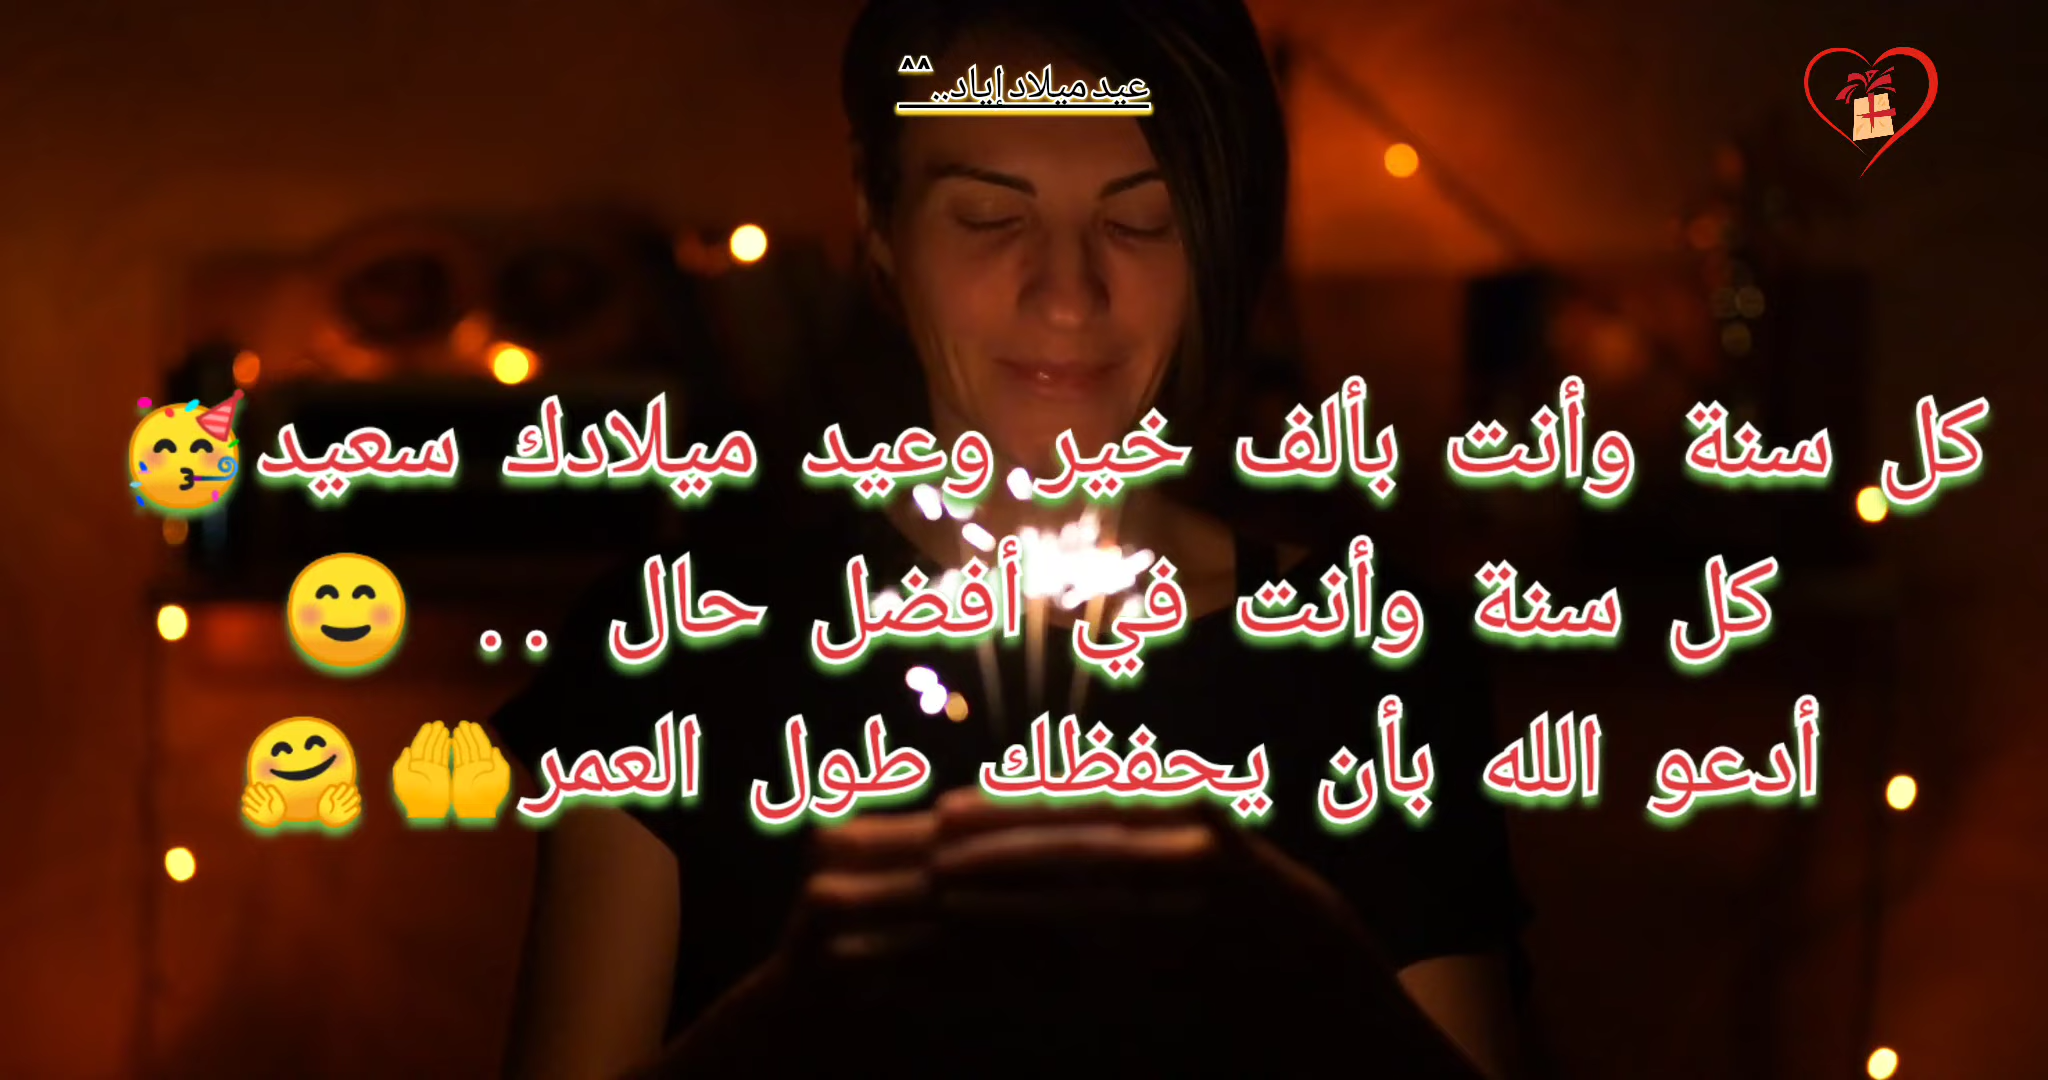 عيد ميلاد إياد..^^
كل سنة وأنت بألف خير وعيد ميلادك سعيد🥳
كل سنة وأنت في أفضل حال .. 😊
أدعو الله بأن يحفظك طول العمر🤲🤗